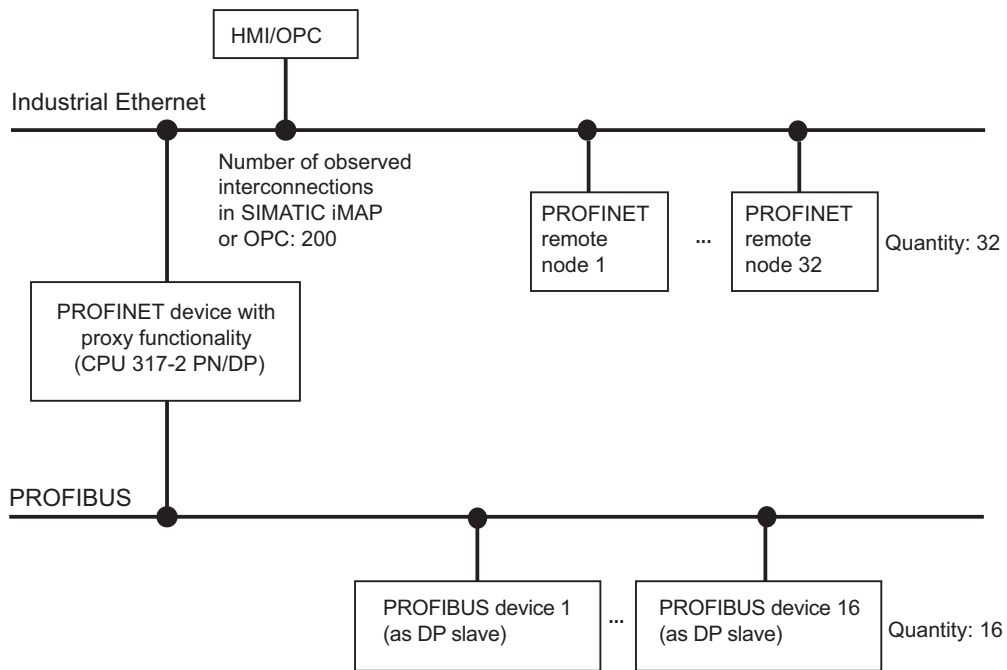 HMI/OPC
Industrial Ethernet
Number of observed
interconnections
in SIMATIC iMAP
or OPC: 200
PROFINET
remote
node 1
...
PROFINET
remote
node 32
Quantity: 32
PROFINET device with
proxy functionality
(CPU 317-2 PN/DP)
PROFIBUS
PROFIBUS device 1
(as DP slave)
...
PROFIBUS device 16
(as DP slave)
Quantity: 16